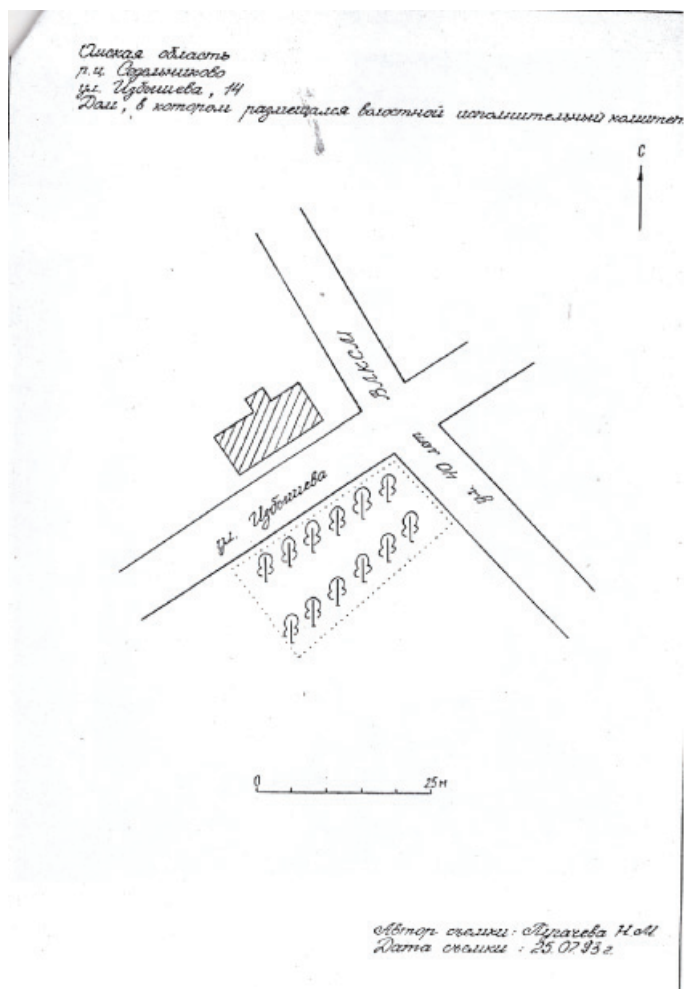 Омская область
р.ц. Седельниково
ул. Избышева, 14
Дом, в котором размещался волостной исполнительный комитет
С
ВЛКСМ
ул. Избышева
ул. 40 лет
0 25 м
Автор съемки: Пугачева Н.М
Дата съемки : 25.07.93 г.